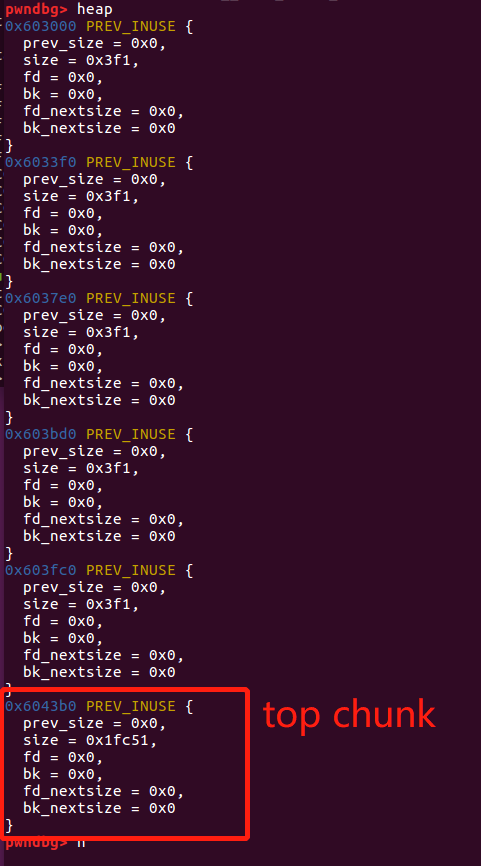 pwndbg> heap
0x603000 PREV_INUSE {
prev_size = 0x0,
size = 0x3f1,
fd = 0x0,
bk = 0x0,
fd_nextsize = 0x0,
bk_nextsize = 0x0
}
0x6033f0 PREV_INUSE {
prev_size = 0x0,
size = 0x3f1,
fd = 0x0,
bk = 0x0,
fd_nextsize = 0x0,
bk_nextsize = 0x0
}
0x6037e0 PREV_INUSE {
prev_size = 0x0,
size = 0x3f1,
fd = 0x0,
bk = 0x0,
fd_nextsize = 0x0,
bk_nextsize = 0x0
}
0x603bd0 PREV_INUSE {
prev_size = 0x0,
size = 0x3f1,
fd = 0x0,
bk = 0x0,
fd_nextsize = 0x0,
bk_nextsize = 0x0
}
0x603fc0 PREV_INUSE {
prev_size = 0x0,
size = 0x3f1,
fd = 0x0,
bk = 0x0,
fd_nextsize = 0x0,
bk_nextsize = 0x0
}
0x6043b0 PREV_INUSE {
prev_size = 0x0,
size = 0x1fc51,
fd = 0x0,
bk = 0x0,
fd_nextsize = 0x0,
bk_nextsize = 0x0
}
top chunk
pwndbg>